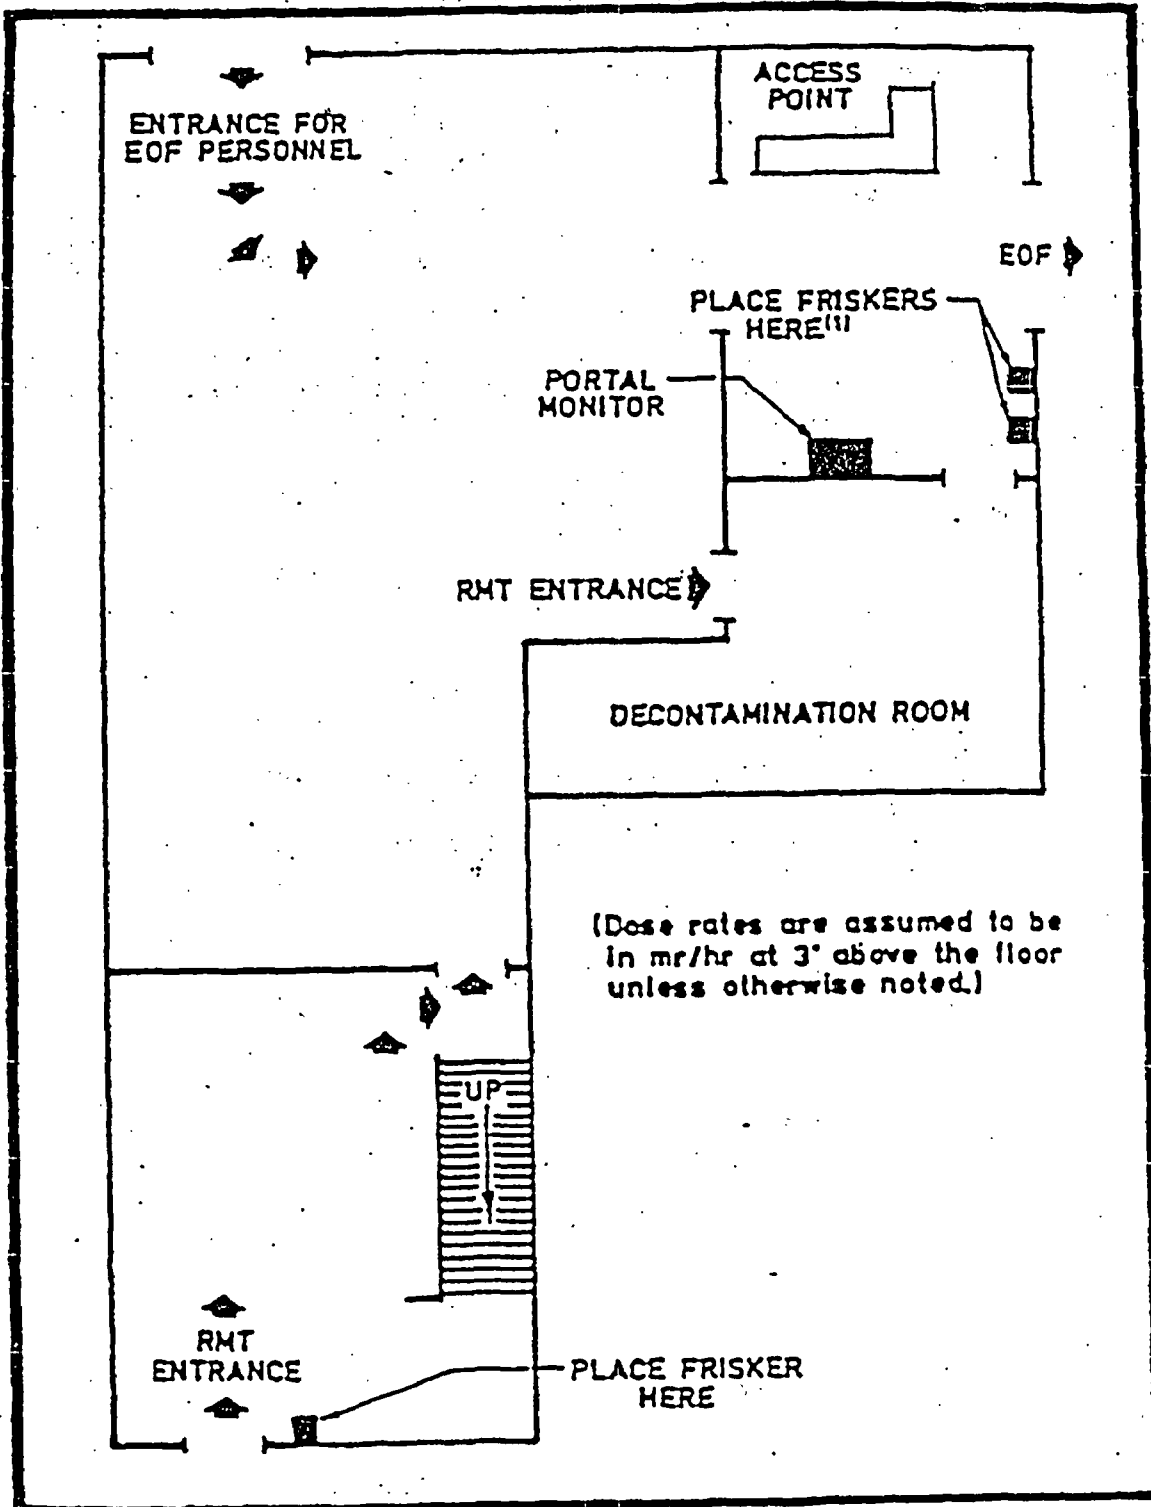 ACCESS
POINT
ENTRANCE FOR
EOF PERSONNEL
EOF
PLACE FRISKERS
HERE[1]
PORTAL
MONITOR
RMT ENTRANCE
DECONTAMINATION ROOM
(Dose rates are assumed to be
in mr/hr at 3" above the floor
unless otherwise noted.)
UP
RMT
ENTRANCE
PLACE FRISKER
HERE